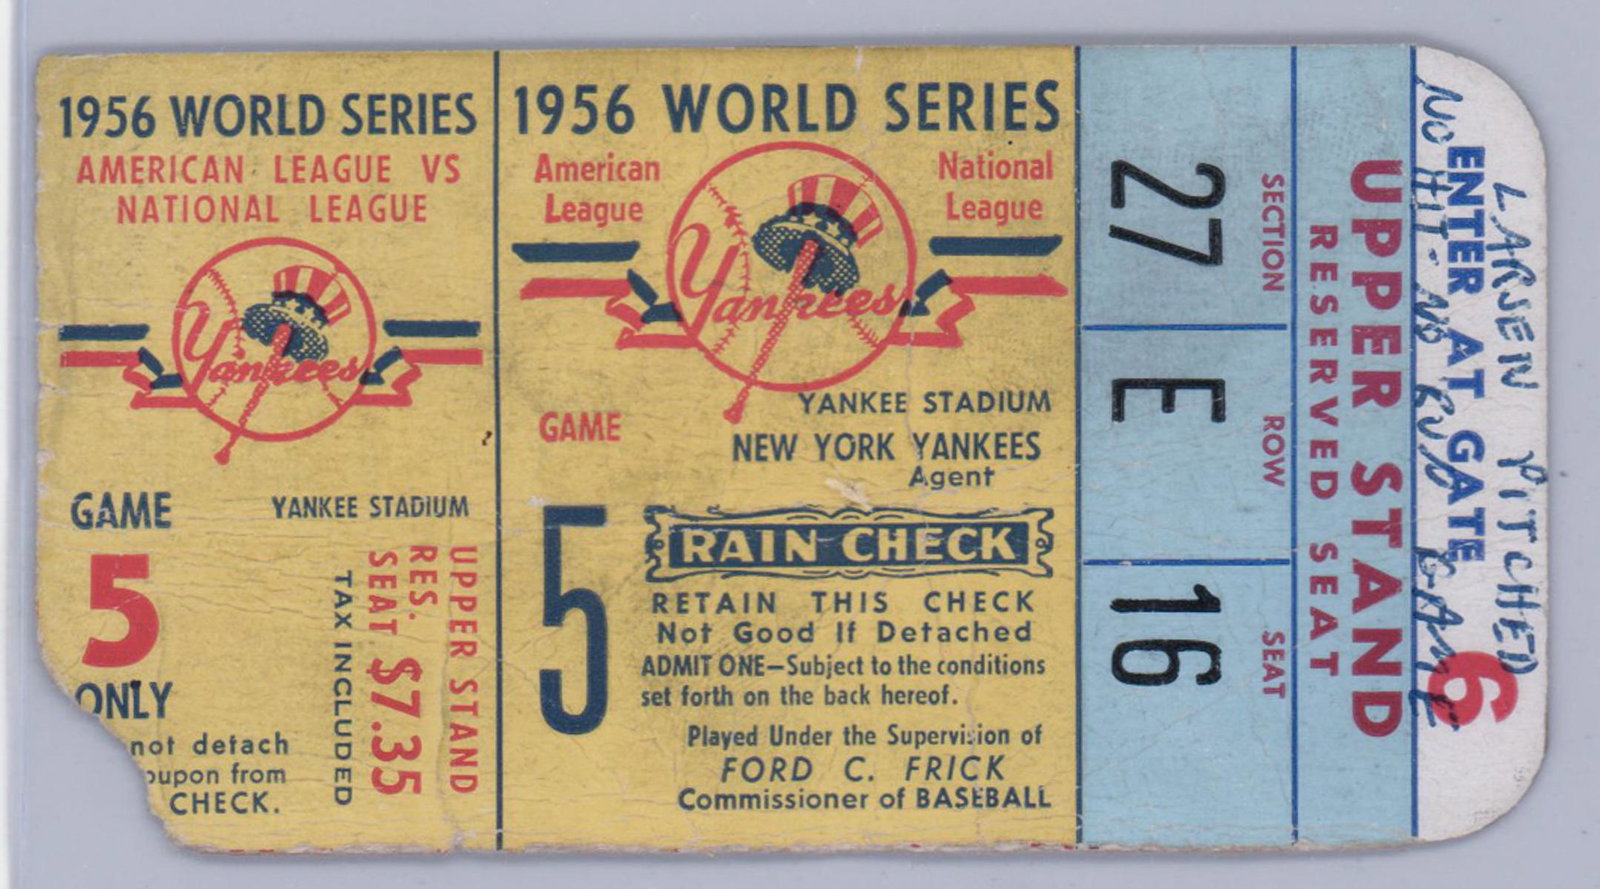 1956 WORLD SERIES
AMERICAN LEAGUE VS
NATIONAL LEAGUE
Yankees
GAME
5
ONLY
YANKEE STADIUM
UPPER STAND
RES.
SEAT $7.35
TAX INCLUDED
not detach
from
CHECK.
1956 WORLD SERIES
American
League
National
League
Yankees
GAME
5
YANKEE STADIUM
NEW YORK YANKEES
Agent
RAIN CHECK
RETAIN THIS CHECK
Not Good If Detached
ADMIT ONE—Subject to the conditions
set forth on the back hereof.
Played Under the Supervision of
FORD C. FRICK
Commissioner of BASEBALL
SECTION
27
ROW
E
SEAT
16
UPPER STAND
RESERVED SEAT
ENTER AT GATE 6
LARSEN PITCHED
NO HIT - NO RUN GAME